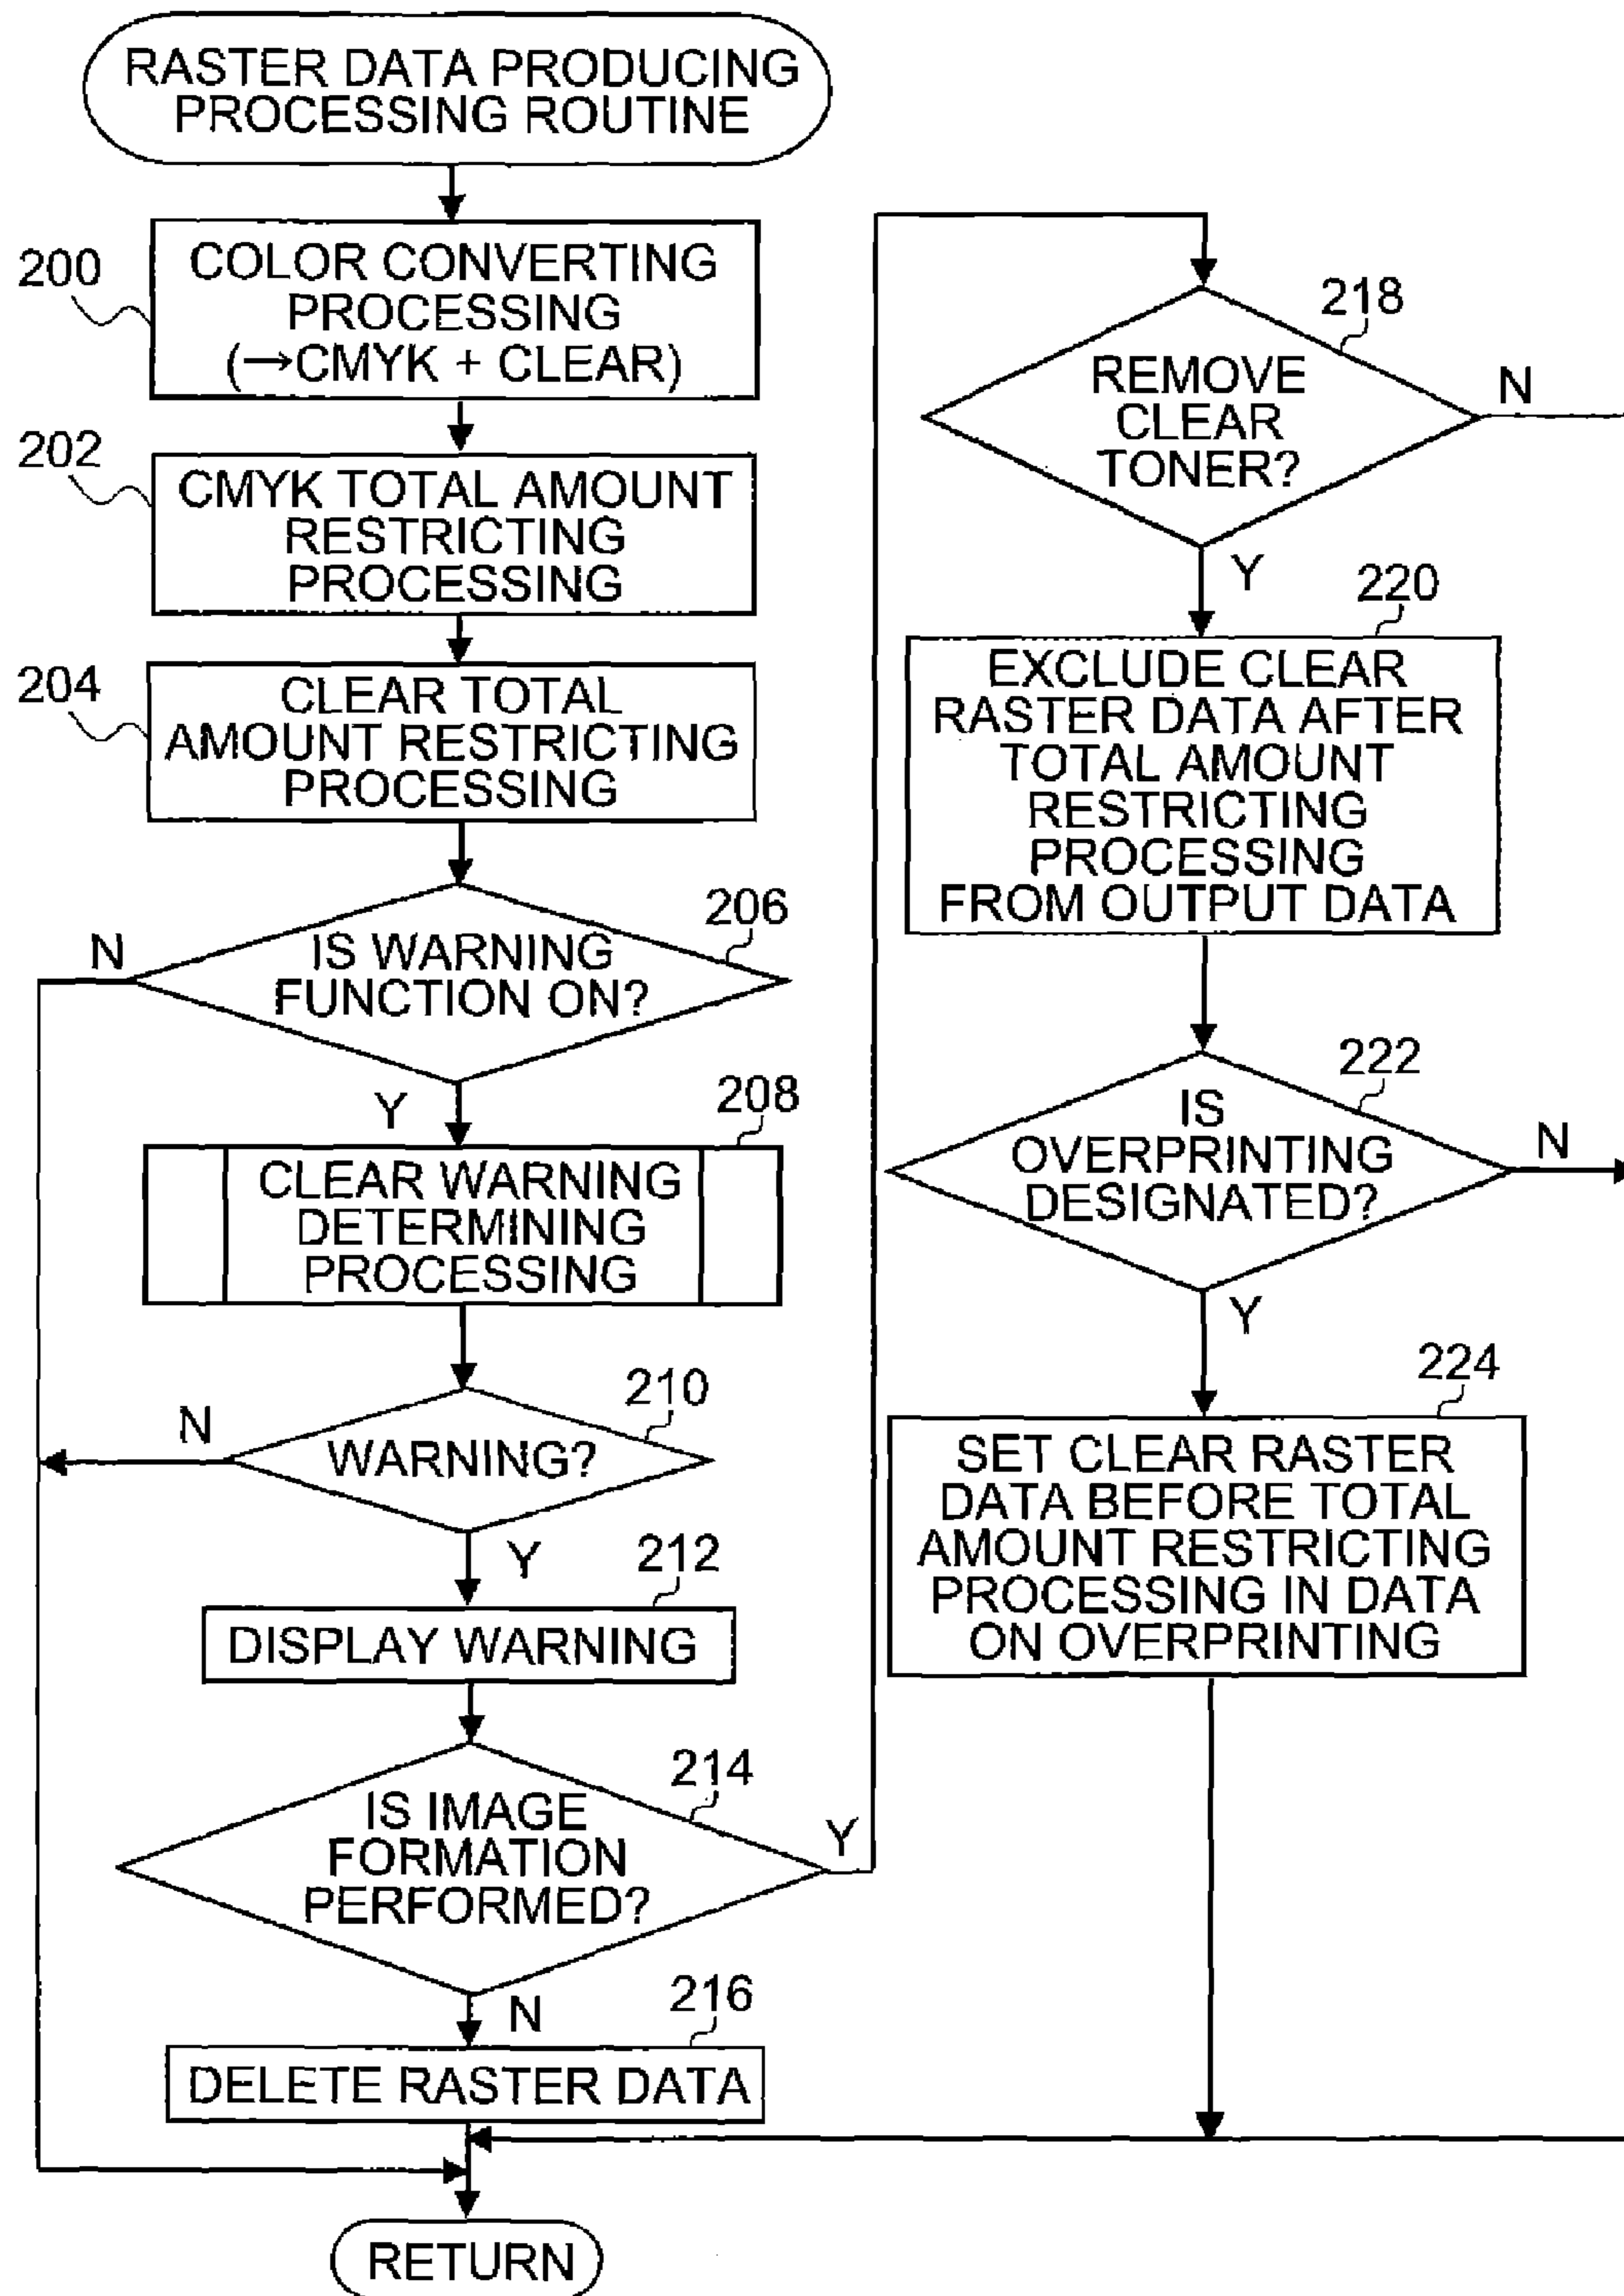 RASTER DATA PRODUCING
PROCESSING ROUTINE
200
COLOR CONVERTING
PROCESSING
(→CMYK + CLEAR)
202
CMYK TOTAL AMOUNT
RESTRICTING
PROCESSING
204
CLEAR TOTAL
AMOUNT RESTRICTING
PROCESSING
206
IS WARNING
FUNCTION ON?
N
Y
208
CLEAR WARNING
DETERMINING
PROCESSING
210
WARNING?
N
Y
212
DISPLAY WARNING
214
IS IMAGE
FORMATION
PERFORMED?
Y
N
216
DELETE RASTER DATA
RETURN
218
REMOVE
CLEAR
TONER?
N
Y
220
EXCLUDE CLEAR
RASTER DATA AFTER
TOTAL AMOUNT
RESTRICTING
PROCESSING
FROM OUTPUT DATA
222
IS
OVERPRINTING
DESIGNATED?
N
Y
224
SET CLEAR RASTER
DATA BEFORE TOTAL
AMOUNT RESTRICTING
PROCESSING IN DATA
ON OVERPRINTING